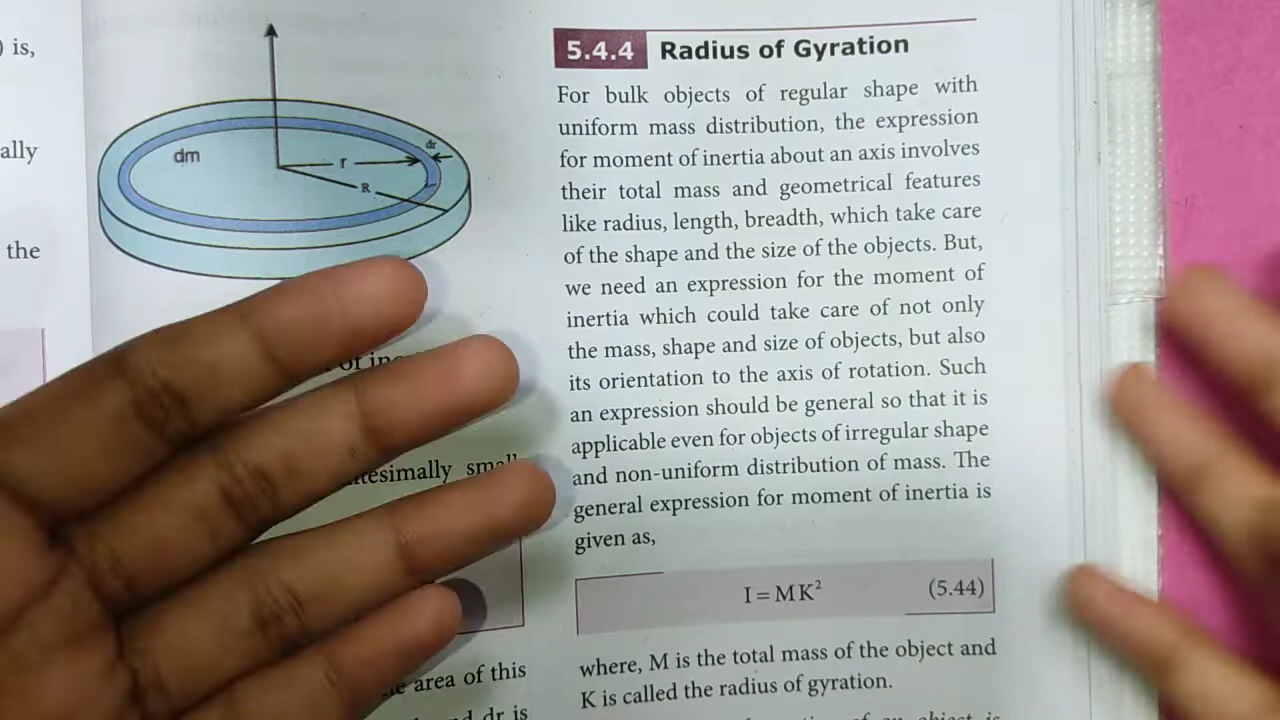 ) is,
ally
the
dm
r
dr
R
of
tesimally
area of this
dr is
5.4.4 Radius of Gyration
For bulk objects of regular shape with
uniform mass distribution, the expression
for moment of inertia about an axis involves
their total mass and geometrical features
like radius, length, breadth, which take care
of the shape and the size of the objects. But,
we need an expression for the moment of
inertia which could take care of not only
the mass, shape and size of objects, but also
its orientation to the axis of rotation. Such
an expression should be general so that it is
applicable even for objects of irregular shape
and non-uniform distribution of mass. The
general expression for moment of inertia is
given as,
I = MK² (5.44)
where, M is the total mass of the object and
K is called the radius of gyration.